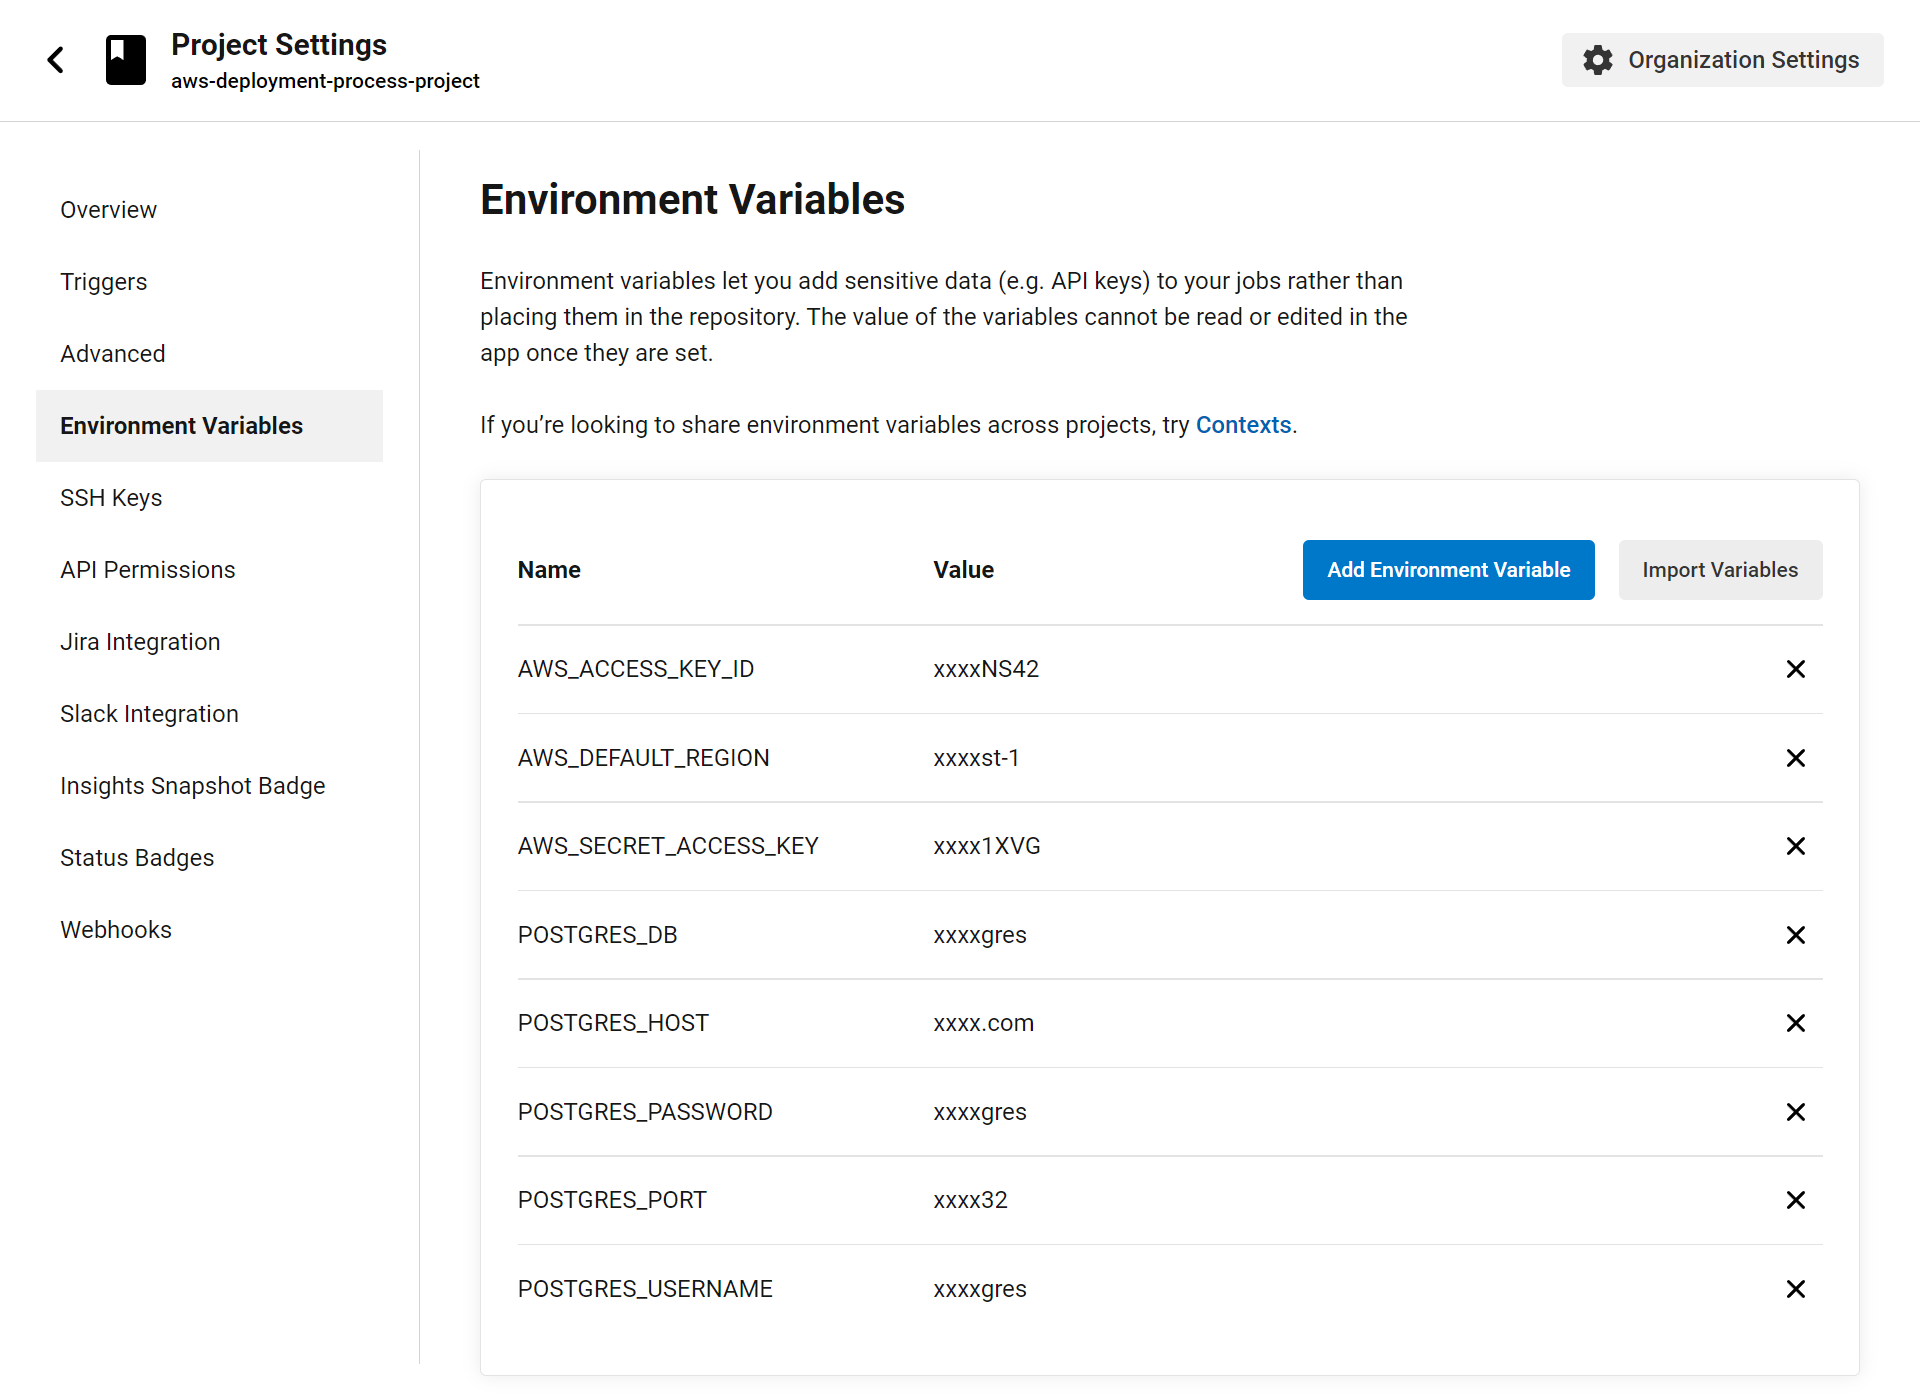 Project Settings
aws-deployment-process-project
Organization Settings
Overview
Triggers
Advanced
Environment Variables
SSH Keys
API Permissions
Jira Integration
Slack Integration
Insights Snapshot Badge
Status Badges
Webhooks
Environment Variables
Environment variables let you add sensitive data (e.g. API keys) to your jobs rather than
placing them in the repository. The value of the variables cannot be read or edited in the
app once they are set.
If you’re looking to share environment variables across projects, try Contexts.
Name Value Add Environment Variable Import Variables
AWS_ACCESS_KEY_ID xxxxNS42
AWS_DEFAULT_REGION xxxxst-1
AWS_SECRET_ACCESS_KEY xxxx1XVG
POSTGRES_DB xxxxgres
POSTGRES_HOST xxxx.com
POSTGRES_PASSWORD xxxxgres
POSTGRES_PORT xxxx32
POSTGRES_USERNAME xxxxgres